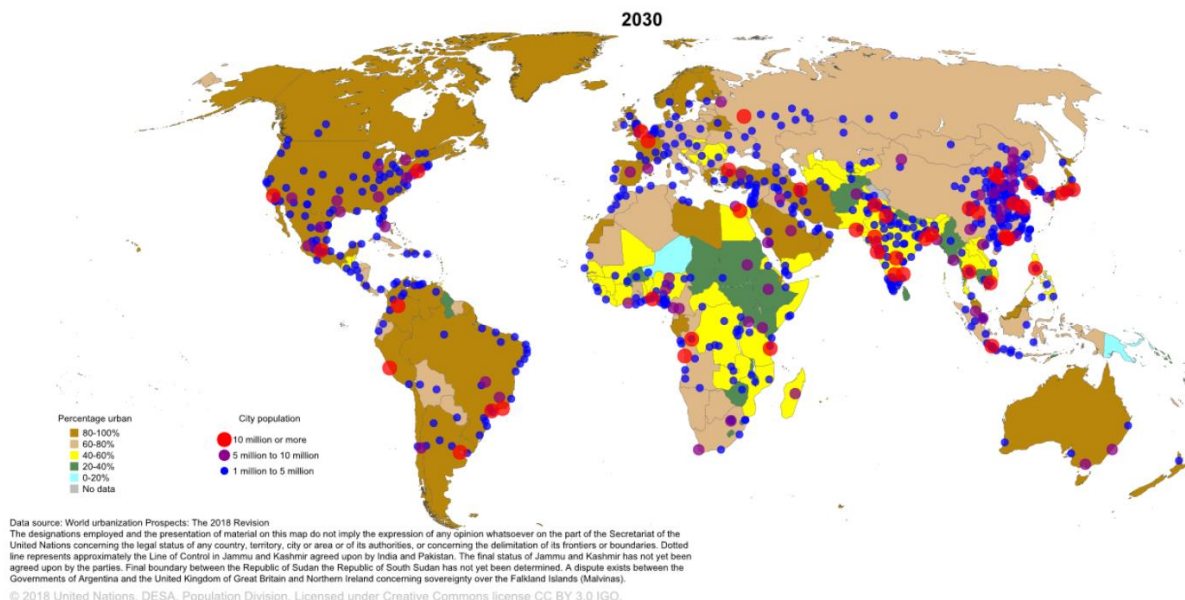 2030
Percentage urban
80-100%
60-80%
40-60%
20-40%
0-20%
No data
City population
10 million or more
5 million to 10 million
1 million to 5 million
Data source: World urbanization Prospects: The 2018 Revision
The designations employed and the presentation of material on this map do not imply the expression of any opinion whatsoever on the part of the Secretariat of the
United Nations concerning the legal status of any country, territory, city or area or of its authorities, or concerning the delimitation of its frontiers or boundaries. Dotted
line represents approximately the Line of Control in Jammu and Kashmir agreed upon by India and Pakistan. The final status of Jammu and Kashmir has not yet been
agreed upon by the parties. Final boundary between the Republic of Sudan the Republic of South Sudan has not yet been determined. A dispute exists between the
Governments of Argentina and the United Kingdom of Great Britain and Northern Ireland concerning sovereignty over the Falkland Islands (Malvinas).
© 2018 United Nations, DESA, Population Division. Licensed under Creative Commons license CC BY 3.0 IGO.